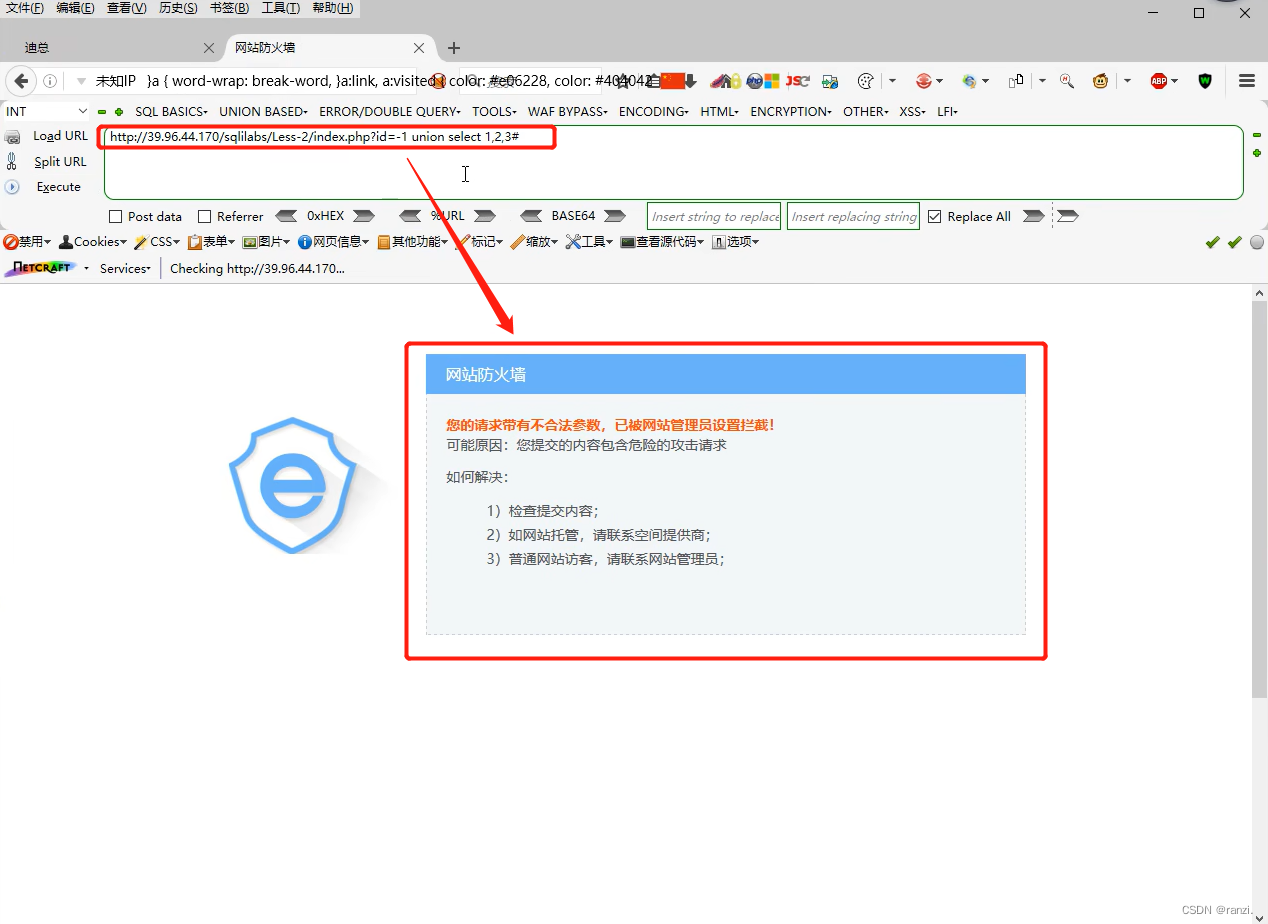 文件(F) 编辑(E) 查看(V) 历史(S) 书签(B) 工具(T) 帮助(H)
迪总 网站防火墙
未知IP }a { word-wrap: break-word, }a:link, a:visited color: #e06228, color: #404042
INT SQL BASICS UNION BASED ERROR/DOUBLE QUERY TOOLS WAF BYPASS ENCODING HTML ENCRYPTION OTHER XSS LFI
Load URL http://39.96.44.170/sqlilabs/Less-2/index.php?id=-1 union select 1,2,3#
Split URL
Execute
Post data Referrer 0xHEX %URL BASE64 Insert string to replace Insert replacing string Replace All
禁用 Cookies CSS 表单 图片 网页信息 其他功能 标记 缩放 工具 查看源代码 选项
NETCRAFT Services Checking http://39.96.44.170...
网站防火墙
您的请求带有不合法参数，已被网站管理员设置拦截！
可能原因：您提交的内容包含危险的攻击请求
如何解决：
1）检查提交内容；
2）如网站托管，请联系空间提供商；
3）普通网站访客，请联系网站管理员；
CSDN @ranzi.